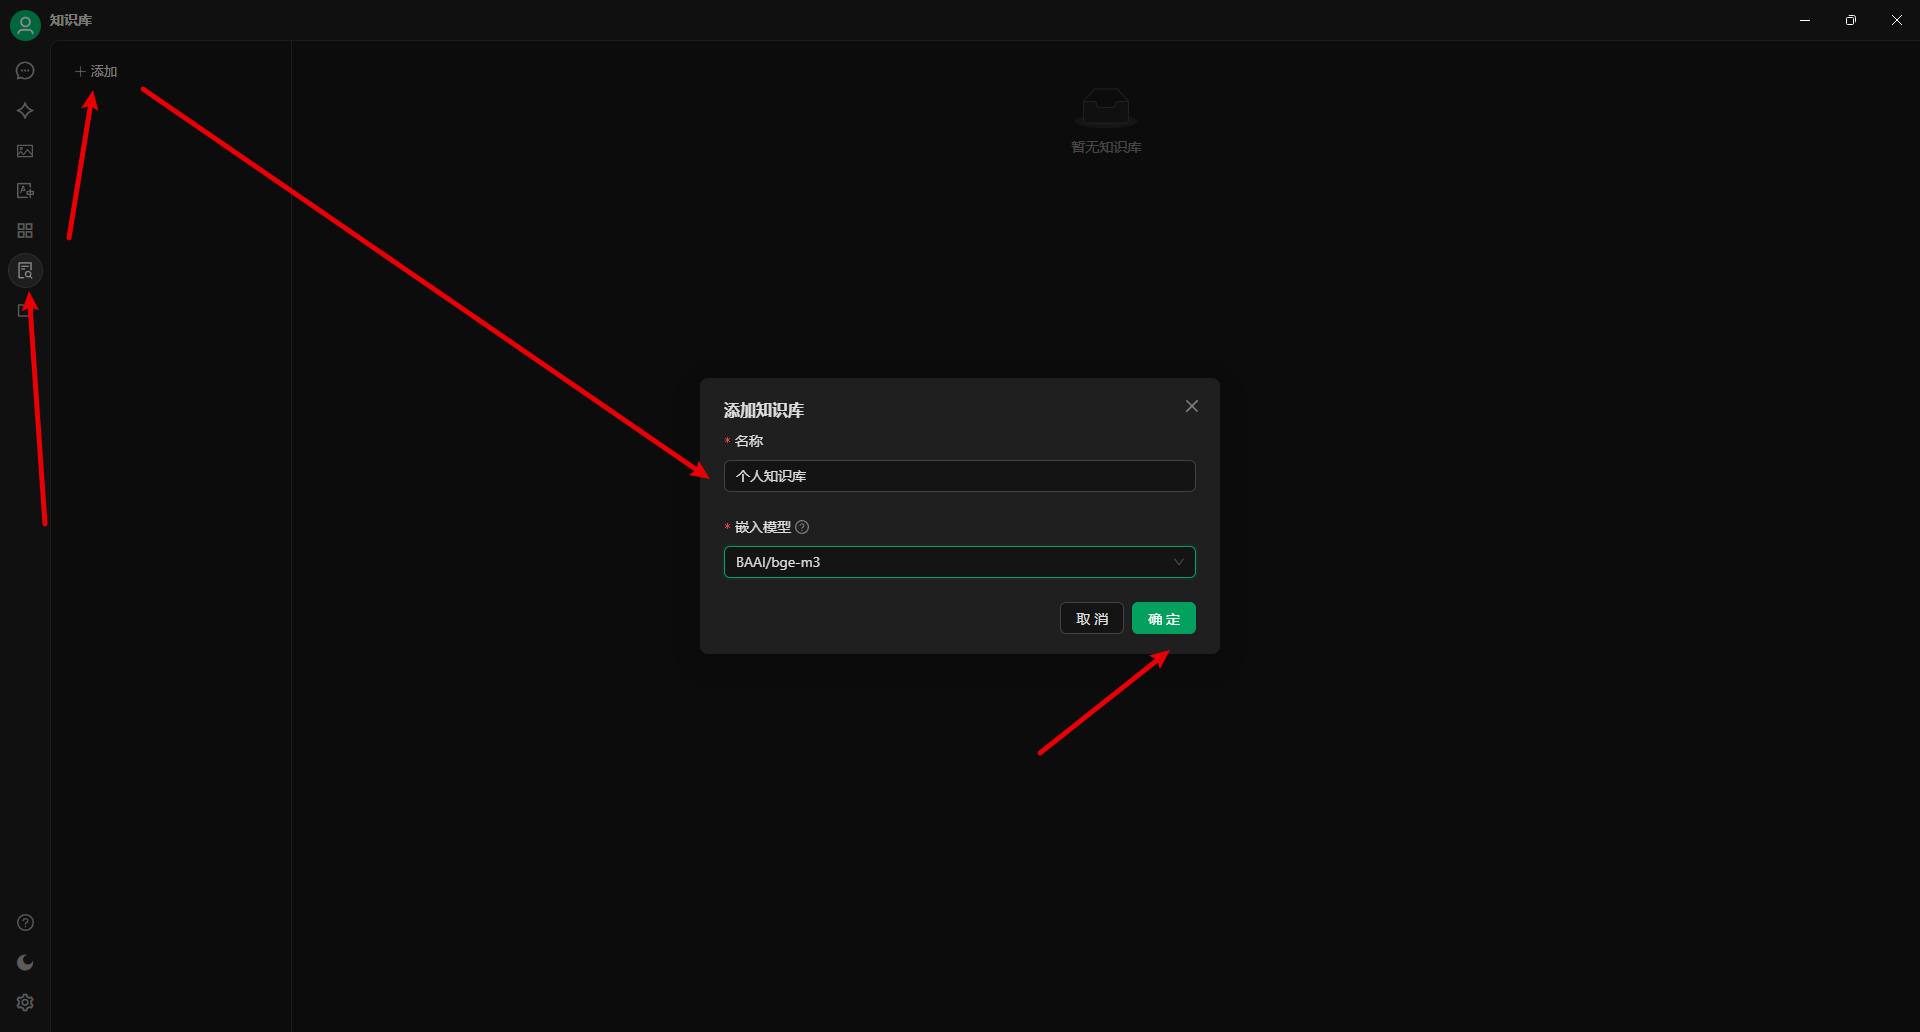 知识库
添加
暂无知识库
添加知识库
* 名称
个人知识库
* 嵌入模型
BAAI/bge-m3
取 消
确 定